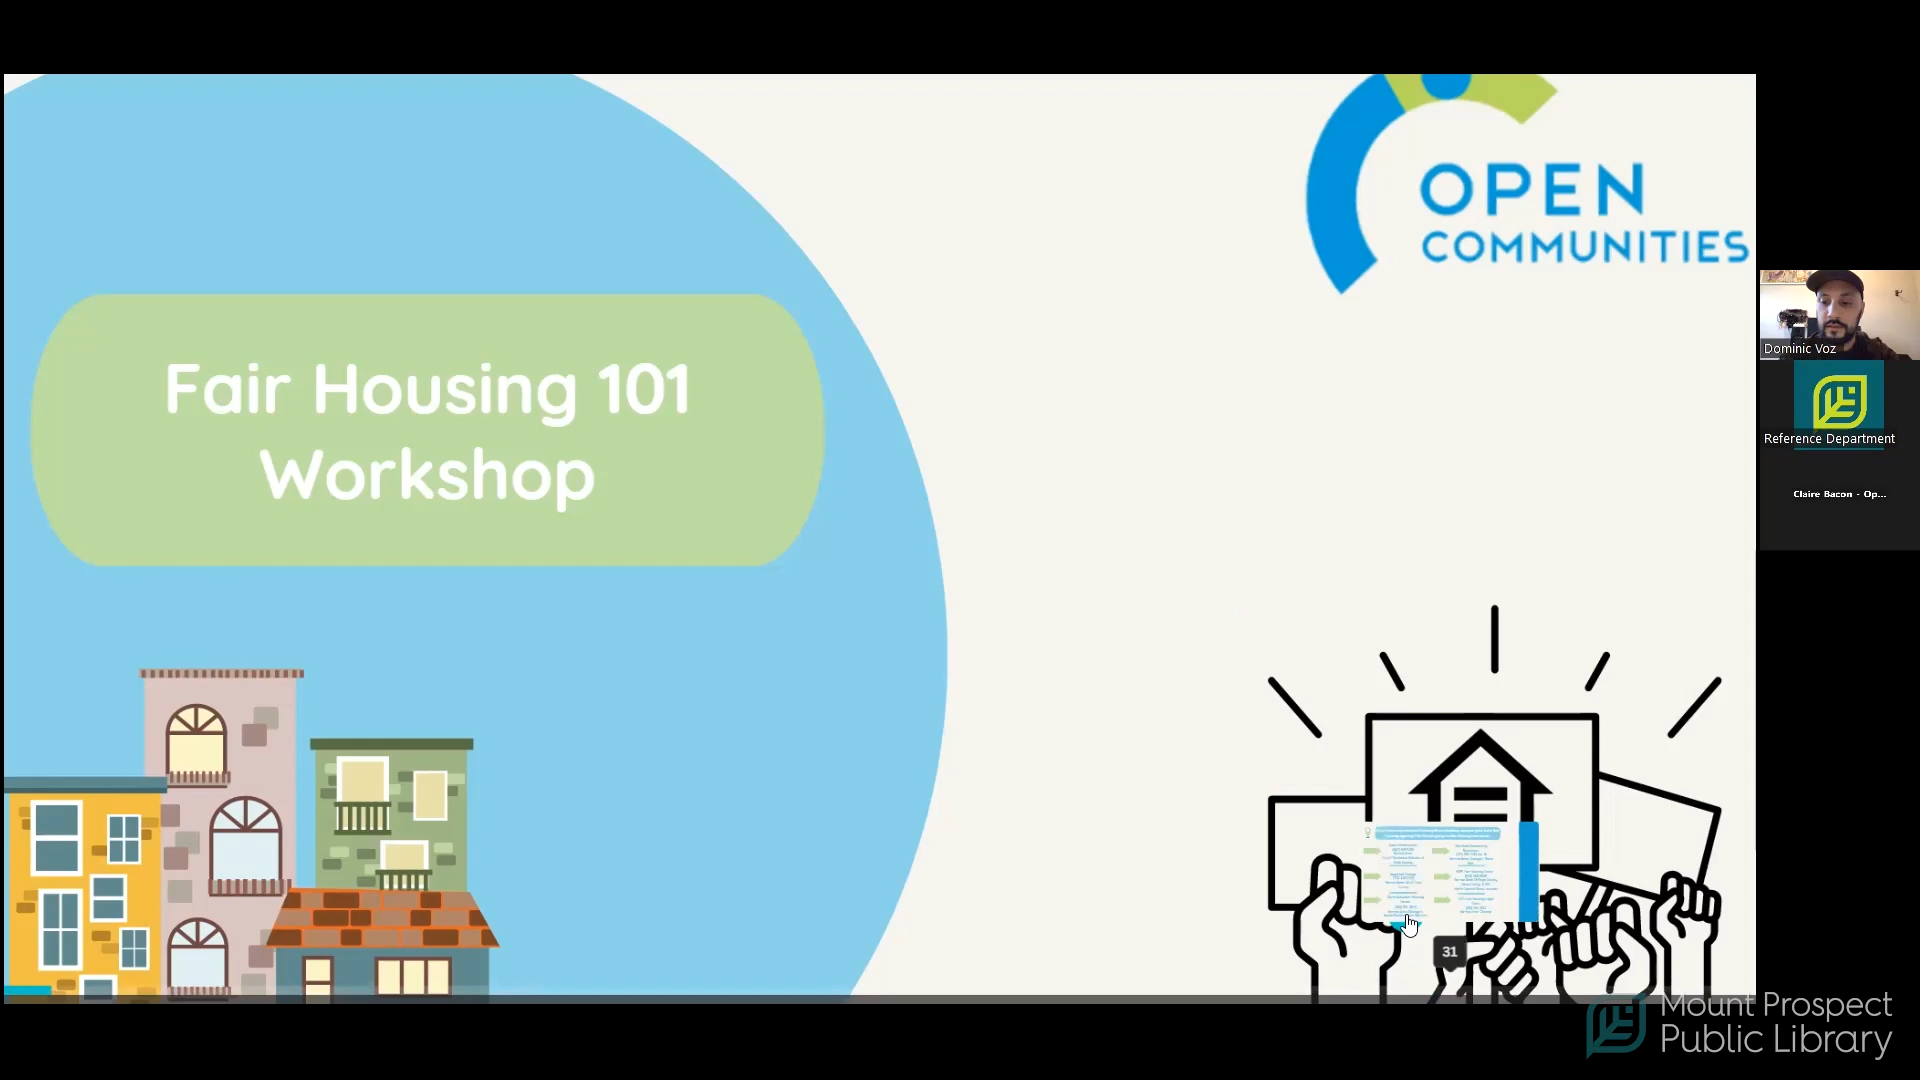 OPEN
COMMUNITIES
Fair Housing 101
Workshop
Dominic Voz
Reference Department
Claire Bacon - Op...
31
Mount Prospect
Public Library